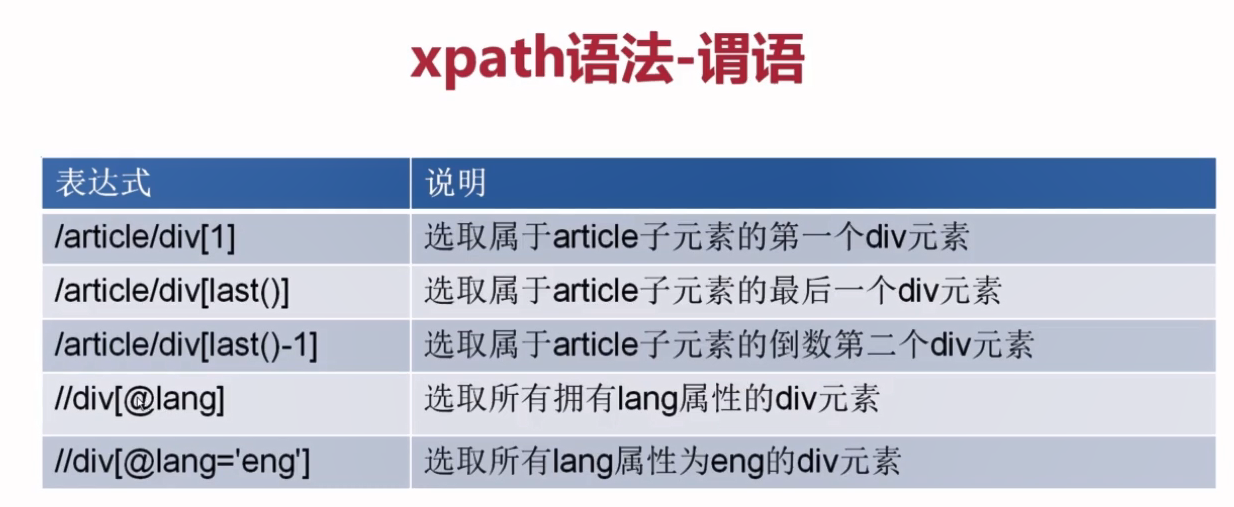 xpath语法-谓语
表达式 说明
/article/div[1] 选取属于article子元素的第一个div元素
/article/div[last()] 选取属于article子元素的最后一个div元素
/article/div[last()-1] 选取属于article子元素的倒数第二个div元素
//div[@lang] 选取所有拥有lang属性的div元素
//div[@lang='eng'] 选取所有lang属性为eng的div元素